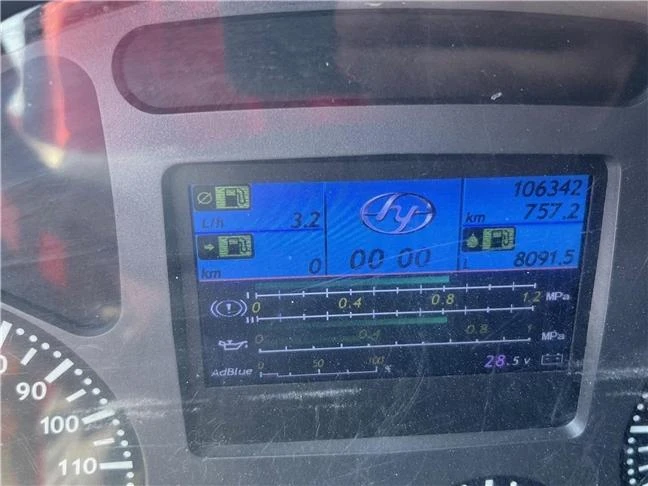 106342
L/h 3.2 km 757.2
hy
km 0 00 00 L 8091.5
0 0.4 0.8 1.2 MPa
0.4 0.8 1 MPa
AdBlue 0 50 100 % 28.5 v
90
100
110